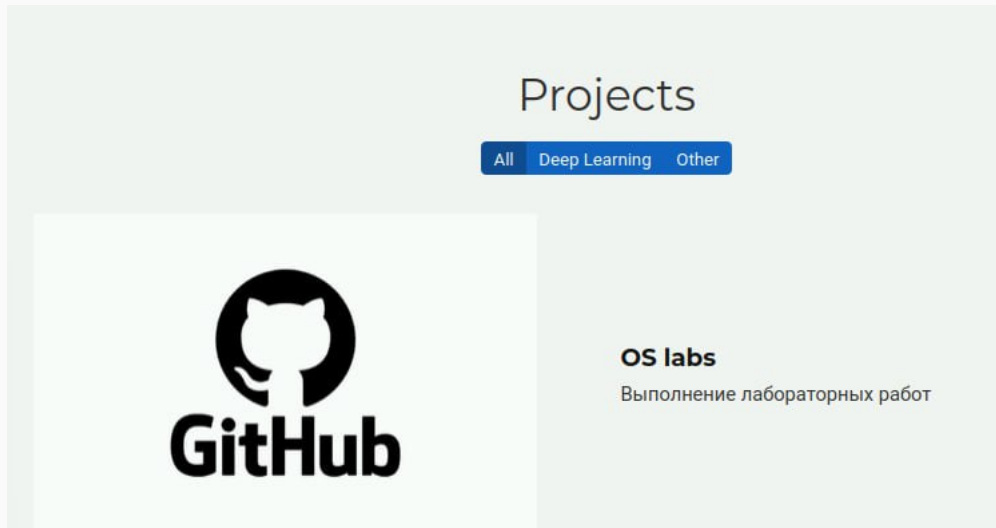 Projects
All Deep Learning Other
GitHub
OS labs
Выполнение лабораторных работ